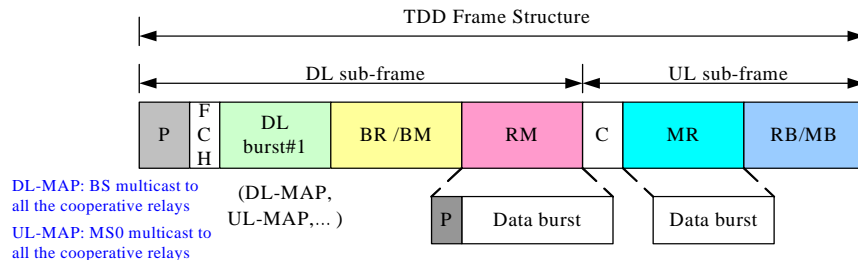 TDD Frame Structure
DL sub-frame
UL sub-frame
P
F
C
H
DL
burst#1
BR /BM
RM
C
MR
RB/MB
DL-MAP: BS multicast to
all the cooperative relays
UL-MAP: MS0 multicast to
all the cooperative relays
(DL-MAP,
UL-MAP,... )
P
Data burst
Data burst